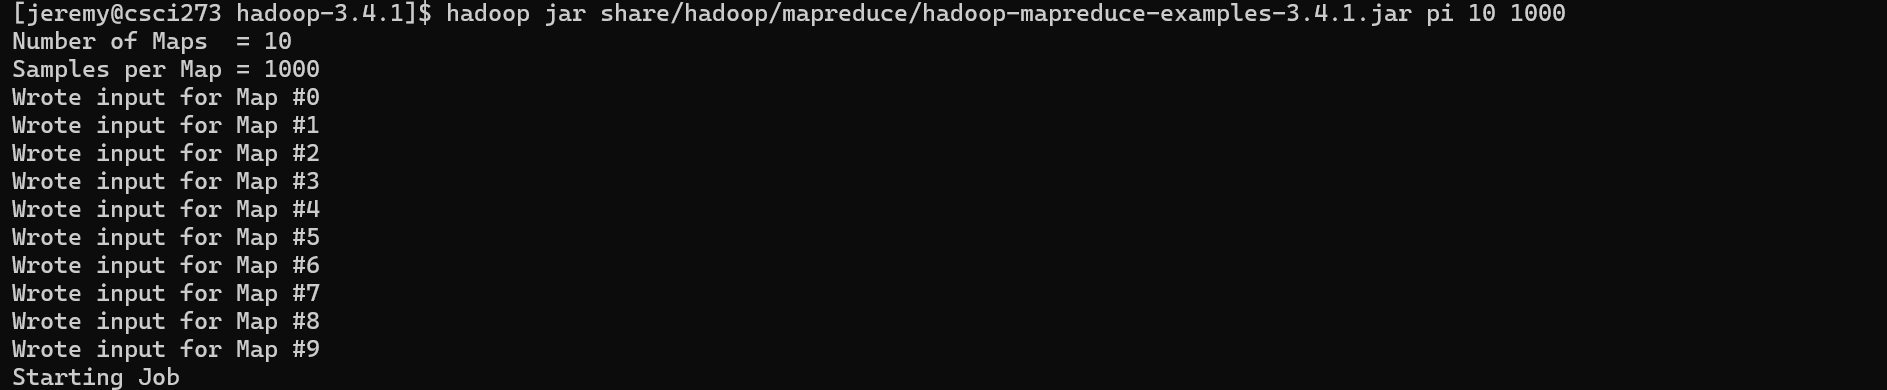 [jeremy@csci273 hadoop-3.4.1]$ hadoop jar share/hadoop/mapreduce/hadoop-mapreduce-examples-3.4.1.jar pi 10 1000
Number of Maps  = 10
Samples per Map = 1000
Wrote input for Map #0
Wrote input for Map #1
Wrote input for Map #2
Wrote input for Map #3
Wrote input for Map #4
Wrote input for Map #5
Wrote input for Map #6
Wrote input for Map #7
Wrote input for Map #8
Wrote input for Map #9
Starting Job